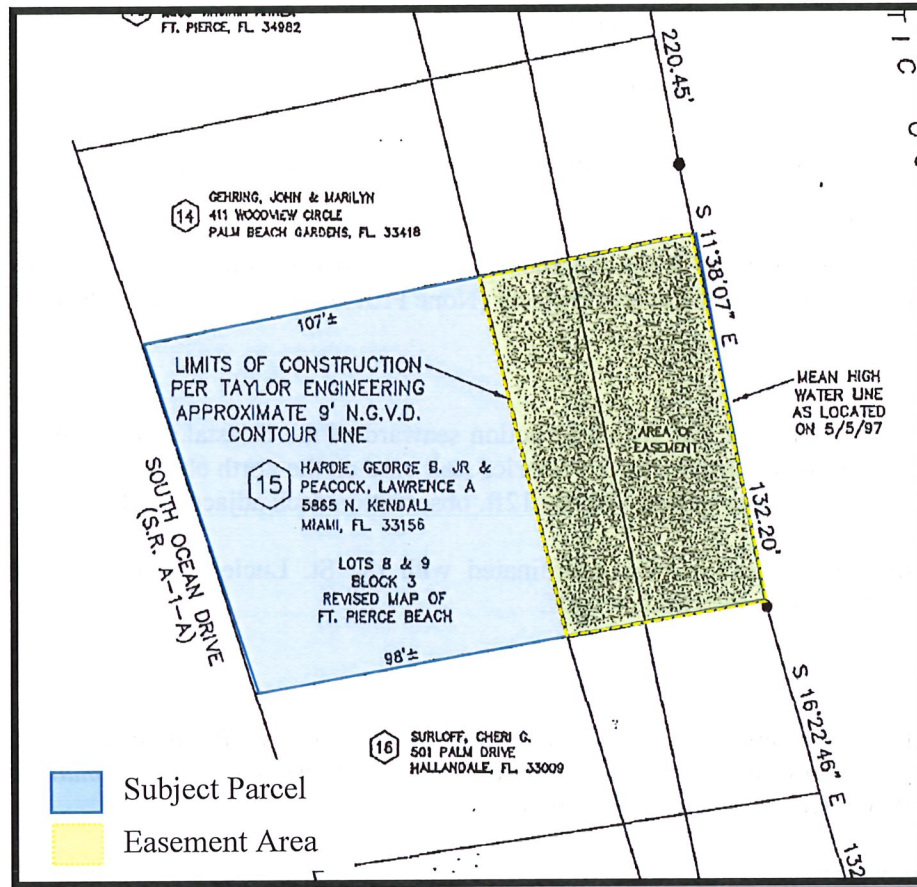 FT. PIERCE, FL 34982
220.45'
T I C
14
GEHRING, JOHN & MARILYN
411 WOODVIEW CIRCLE
PALM BEACH GARDENS, FL 33418
S 11°38'07" E
107'±
LIMITS OF CONSTRUCTION
PER TAYLOR ENGINEERING
APPROXIMATE 9' N.G.V.D.
CONTOUR LINE
MEAN HIGH
WATER LINE
AS LOCATED
ON 5/5/97
AREA OF
EASEMENT
15
HARDIE, GEORGE B. JR &
PEACOCK, LAWRENCE A
5865 N. KENDALL
MIAMI, FL 33156
LOTS 8 & 9
BLOCK 3
REVISED MAP OF
FT. PIERCE BEACH
SOUTH OCEAN DRIVE
(S.R. A-1-A)
132.20'
98'±
S 16°22'46" E
16
SURLOFF, CHERI G.
501 PALM DRIVE
HALLANDALE, FL 33009
132
Subject Parcel
Easement Area